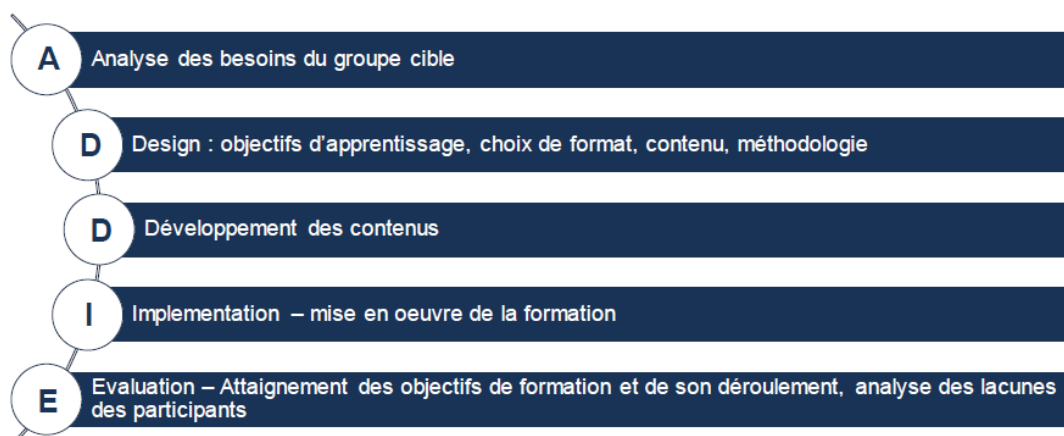 A
Analyse des besoins du groupe cible
D
Design : objectifs d'apprentissage, choix de format, contenu, méthodologie
D
Développement des contenus
I
Implementation – mise en oeuvre de la formation
E
Evaluation – Attaignement des objectifs de formation et de son déroulement, analyse des lacunes
des participants